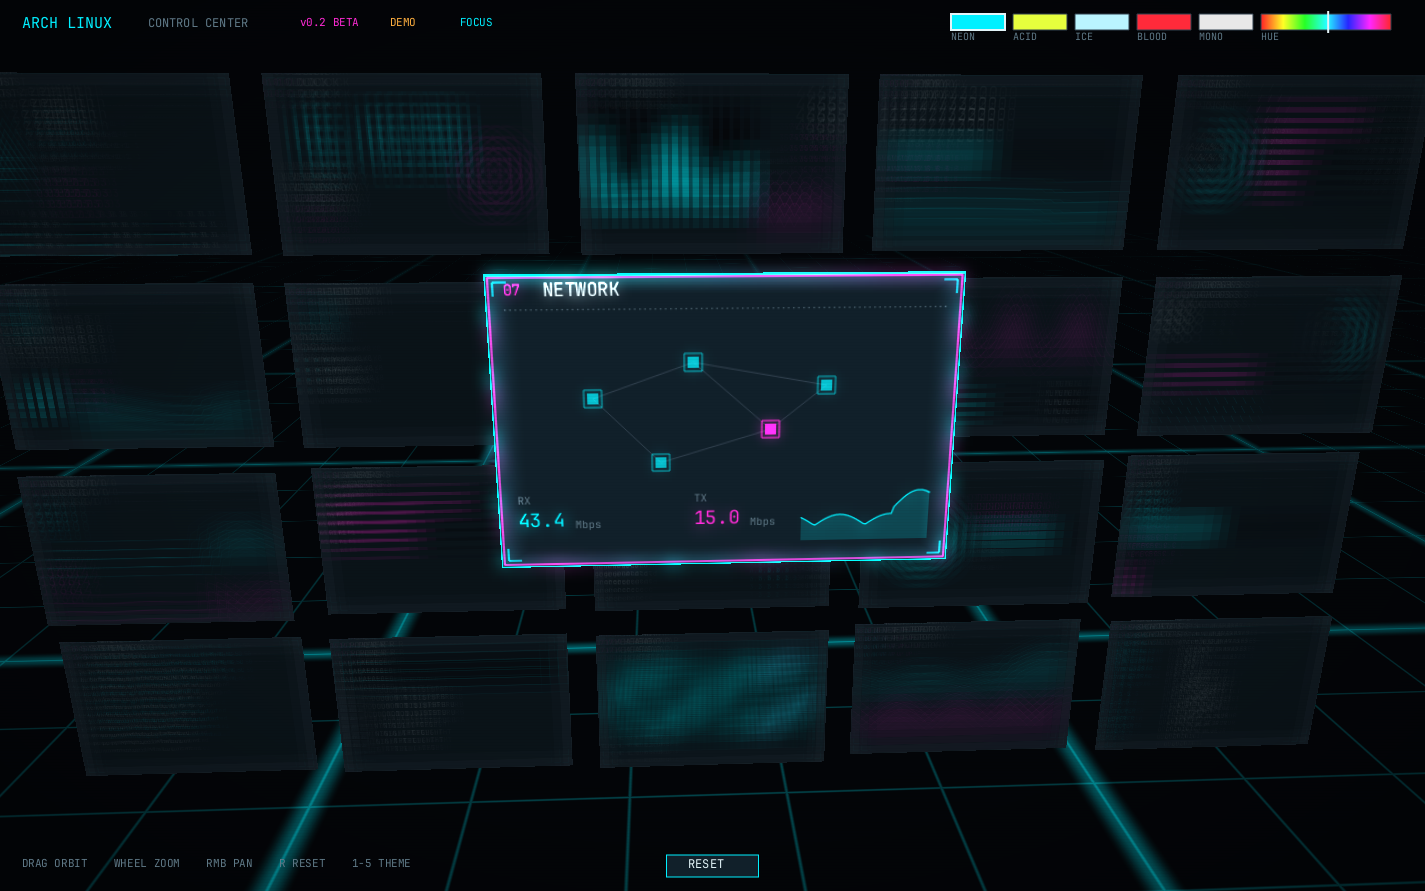 ARCH LINUX CONTROL CENTER v0.2 BETA DEMO FOCUS
NEON ACID ICE BLOOD MONO HUE
07 NETWORK
RX TX
43.4 Mbps 15.0 Mbps
DRAG ORBIT WHEEL ZOOM RMB PAN R RESET 1-5 THEME RESET